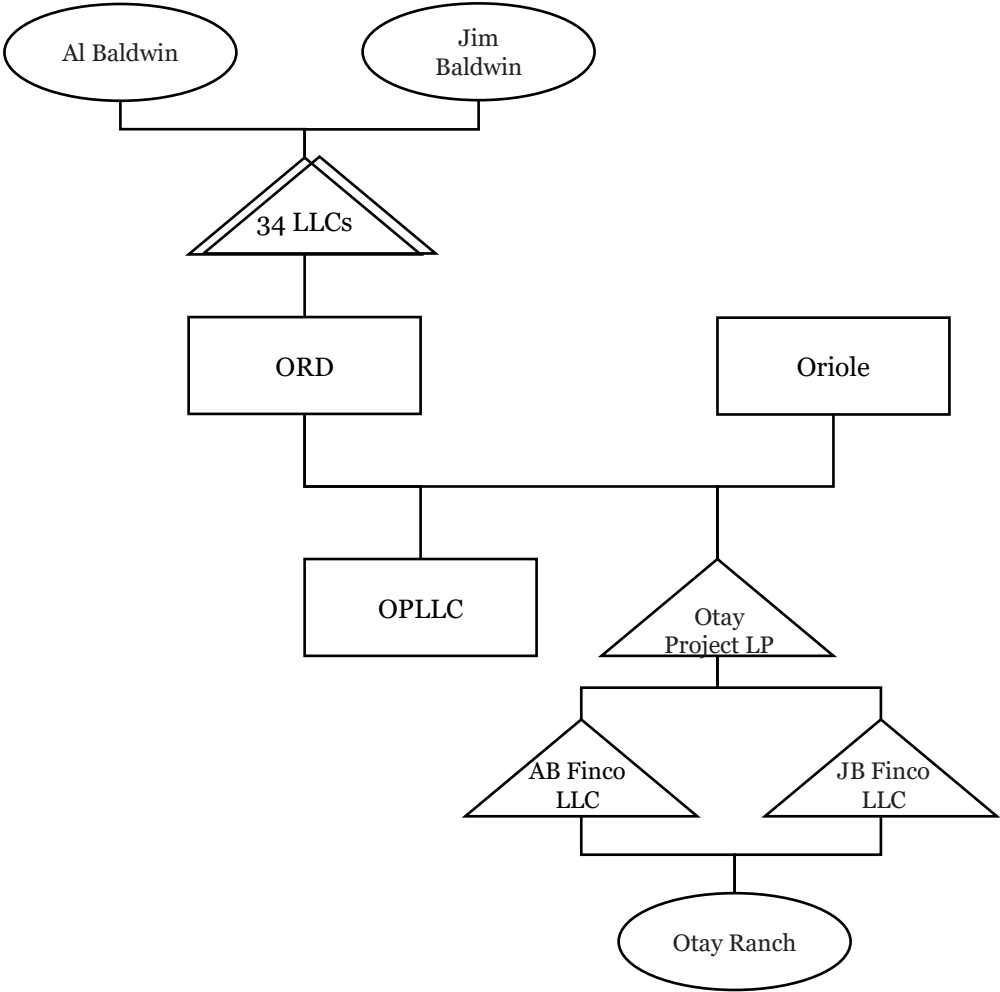 Al Baldwin
Jim
Baldwin
34 LLCs
ORD
Oriole
OPLLC
Otay
Project LP
AB Finco
LLC
JB Finco
LLC
Otay Ranch